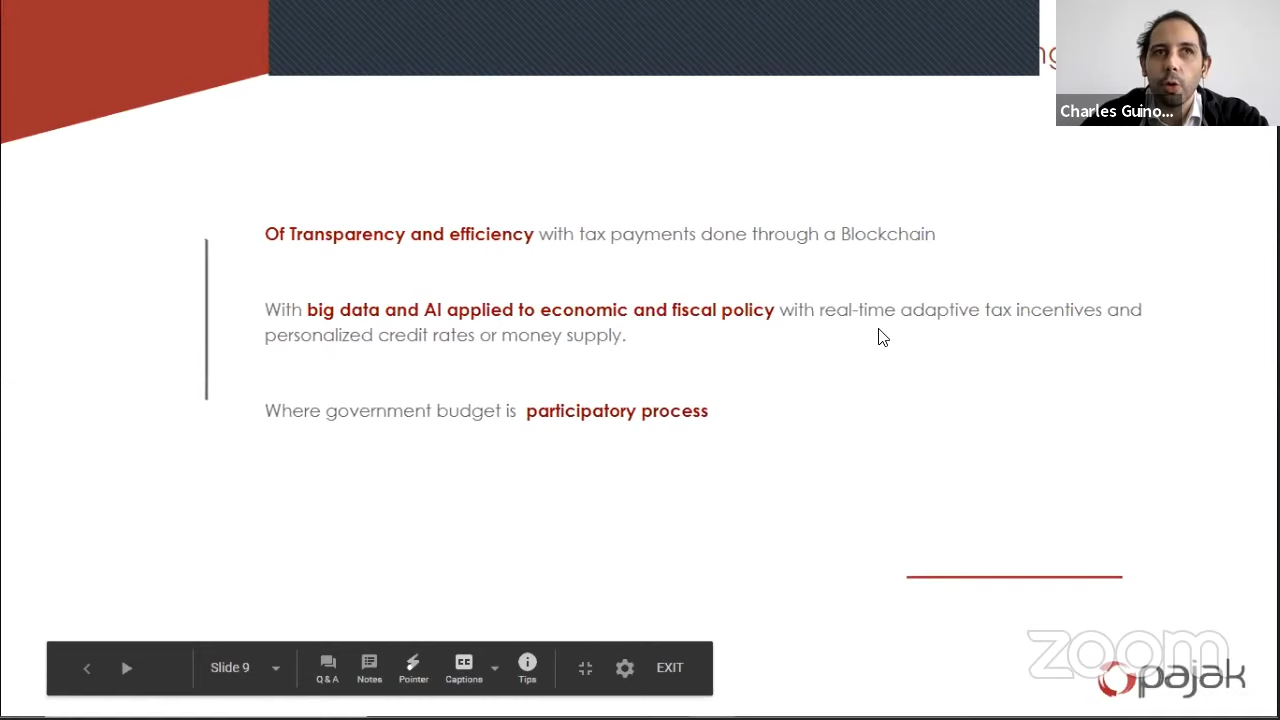 Charles Guino...
Of Transparency and efficiency with tax payments done through a Blockchain
With big data and AI applied to economic and fiscal policy with real-time adaptive tax incentives and
personalized credit rates or money supply.
Where government budget is participatory process
Slide 9
Q & A
Notes
Pointer
CC
Captions
Tips
EXIT
zoom
Opajak